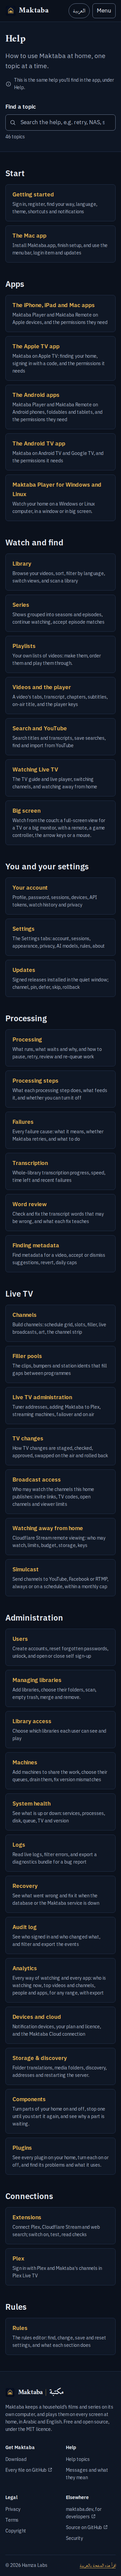 Maktaba
العربية
Menu
Help
How to use Maktaba at home, one
topic at a time.
This is the same help you'll find in the app, under
Help.
Find a topic
Search the help, e.g. retry, NAS, s
46 topics
Start
Getting started
Sign in, register, find your way, language,
theme, shortcuts and notifications
The Mac app
Install Maktaba.app, fresh setup, and use the
menu bar, login item and updates
Apps
The iPhone, iPad and Mac apps
Maktaba Player and Maktaba Remote on
Apple devices, and the permissions they need
The Apple TV app
Maktaba on Apple TV: finding your home,
signing in with a code, and the permissions it
needs
The Android apps
Maktaba Player and Maktaba Remote on
Android phones, foldables and tablets, and
the permissions they need
The Android TV app
Maktaba on Android TV and Google TV, and
the permissions it needs
Maktaba Player for Windows and
Linux
Watch your home on a Windows or Linux
computer, in a window or in big screen.
Watch and find
Library
Browse your videos, sort, filter by language,
switch views, and scan a library
Series
Shows grouped into seasons and episodes,
continue watching, accept episode matches
Playlists
Your own lists of videos: make them, order
them and play them through.
Videos and the player
A video's tabs, transcript, chapters, subtitles,
on-air title, and the player keys
Search and YouTube
Search titles and transcripts, save searches,
find and import from YouTube
Watching Live TV
The TV guide and live player, switching
channels, and watching away from home
Big screen
Watch from the couch: a full-screen view for
a TV or a big monitor, with a remote, a game
controller, the arrow keys or a mouse.
You and your settings
Your account
Profile, password, sessions, devices, API
tokens, watch history and privacy
Settings
The Settings tabs: account, sessions,
appearance, privacy, AI models, rules, about
Updates
Signed releases installed in the quiet window:
channel, pin, defer, skip, rollback
Processing
Processing
What runs, what waits and why, and how to
pause, retry, review and re-queue work
Processing steps
What each processing step does, what feeds
it, and whether you can turn it off
Failures
Every failure cause: what it means, whether
Maktaba retries, and what to do
Transcription
Whole-library transcription progress, speed,
time left and recent failures
Word review
Check and fix the transcript words that may
be wrong, and what each fix teaches
Finding metadata
Find metadata for a video, accept or dismiss
suggestions, revert, daily caps
Live TV
Channels
Build channels: schedule grid, slots, filler, live
broadcasts, art, the channel strip
Filler pools
The clips, bumpers and station idents that fill
gaps between programmes
Live TV administration
Tuner addresses, adding Maktaba to Plex,
streaming machines, failover and on air
TV changes
How TV changes are staged, checked,
approved, swapped on the air and rolled back
Broadcast access
Who may watch the channels this home
publishes: invite links, TV codes, open
channels and viewer limits
Watching away from home
Cloudflare Stream remote viewing: who may
watch, limits, budget, storage, keys
Simulcast
Send channels to YouTube, Facebook or RTMP,
always or on a schedule, within a monthly cap
Administration
Users
Create accounts, reset forgotten passwords,
unlock, and open or close self sign-up
Managing libraries
Add libraries, choose their folders, scan,
empty trash, merge and remove.
Library access
Choose which libraries each user can see and
play
Machines
Add machines to share the work, choose their
queues, drain them, fix version mismatches
System health
What is up or down: services, processes,
disk, queue, TV and version
Logs
Read live logs, filter errors, and export a
diagnostics bundle for a bug report
Recovery
See what went wrong and fix it when the
database or the Maktaba service is down
Audit log
See who signed in and who changed what,
and filter and export the events
Analytics
Every way of watching and every app: who is
watching now, top videos and channels,
people and apps, for any range; with export
Devices and cloud
Notification devices, your plan and licence,
and the Maktaba Cloud connection
Storage & discovery
Folder translations, media folders, discovery,
addresses and restarting the server.
Components
Turn parts of your home on and off, stop one
until you start it again, and see why a part is
waiting.
Plugins
See every plugin on your home, turn each on or
off, and find its problems and what it uses.
Connections
Extensions
Connect Plex, Cloudflare Stream and web
search; switch on, test, read checks
Plex
Sign in with Plex and Maktaba's channels in
Plex Live TV
Rules
Rules
The rules editor: find, change, save and reset
settings, and what each section does
Maktaba | مكتبة
Maktaba keeps a household's films and series on
its own computer, and plays them on every screen at
home, in Arabic and English. Free and open source,
under the MIT licence.
Get Maktaba
Download
Every file on GitHub
Help
Help topics
Messages and what
they mean
Legal
Privacy
Terms
Copyright
Elsewhere
maktaba.dev, for
developers
Source on GitHub
Security
© 2026 Hamza Labs
اقرأ هذه الصفحة بالعربية